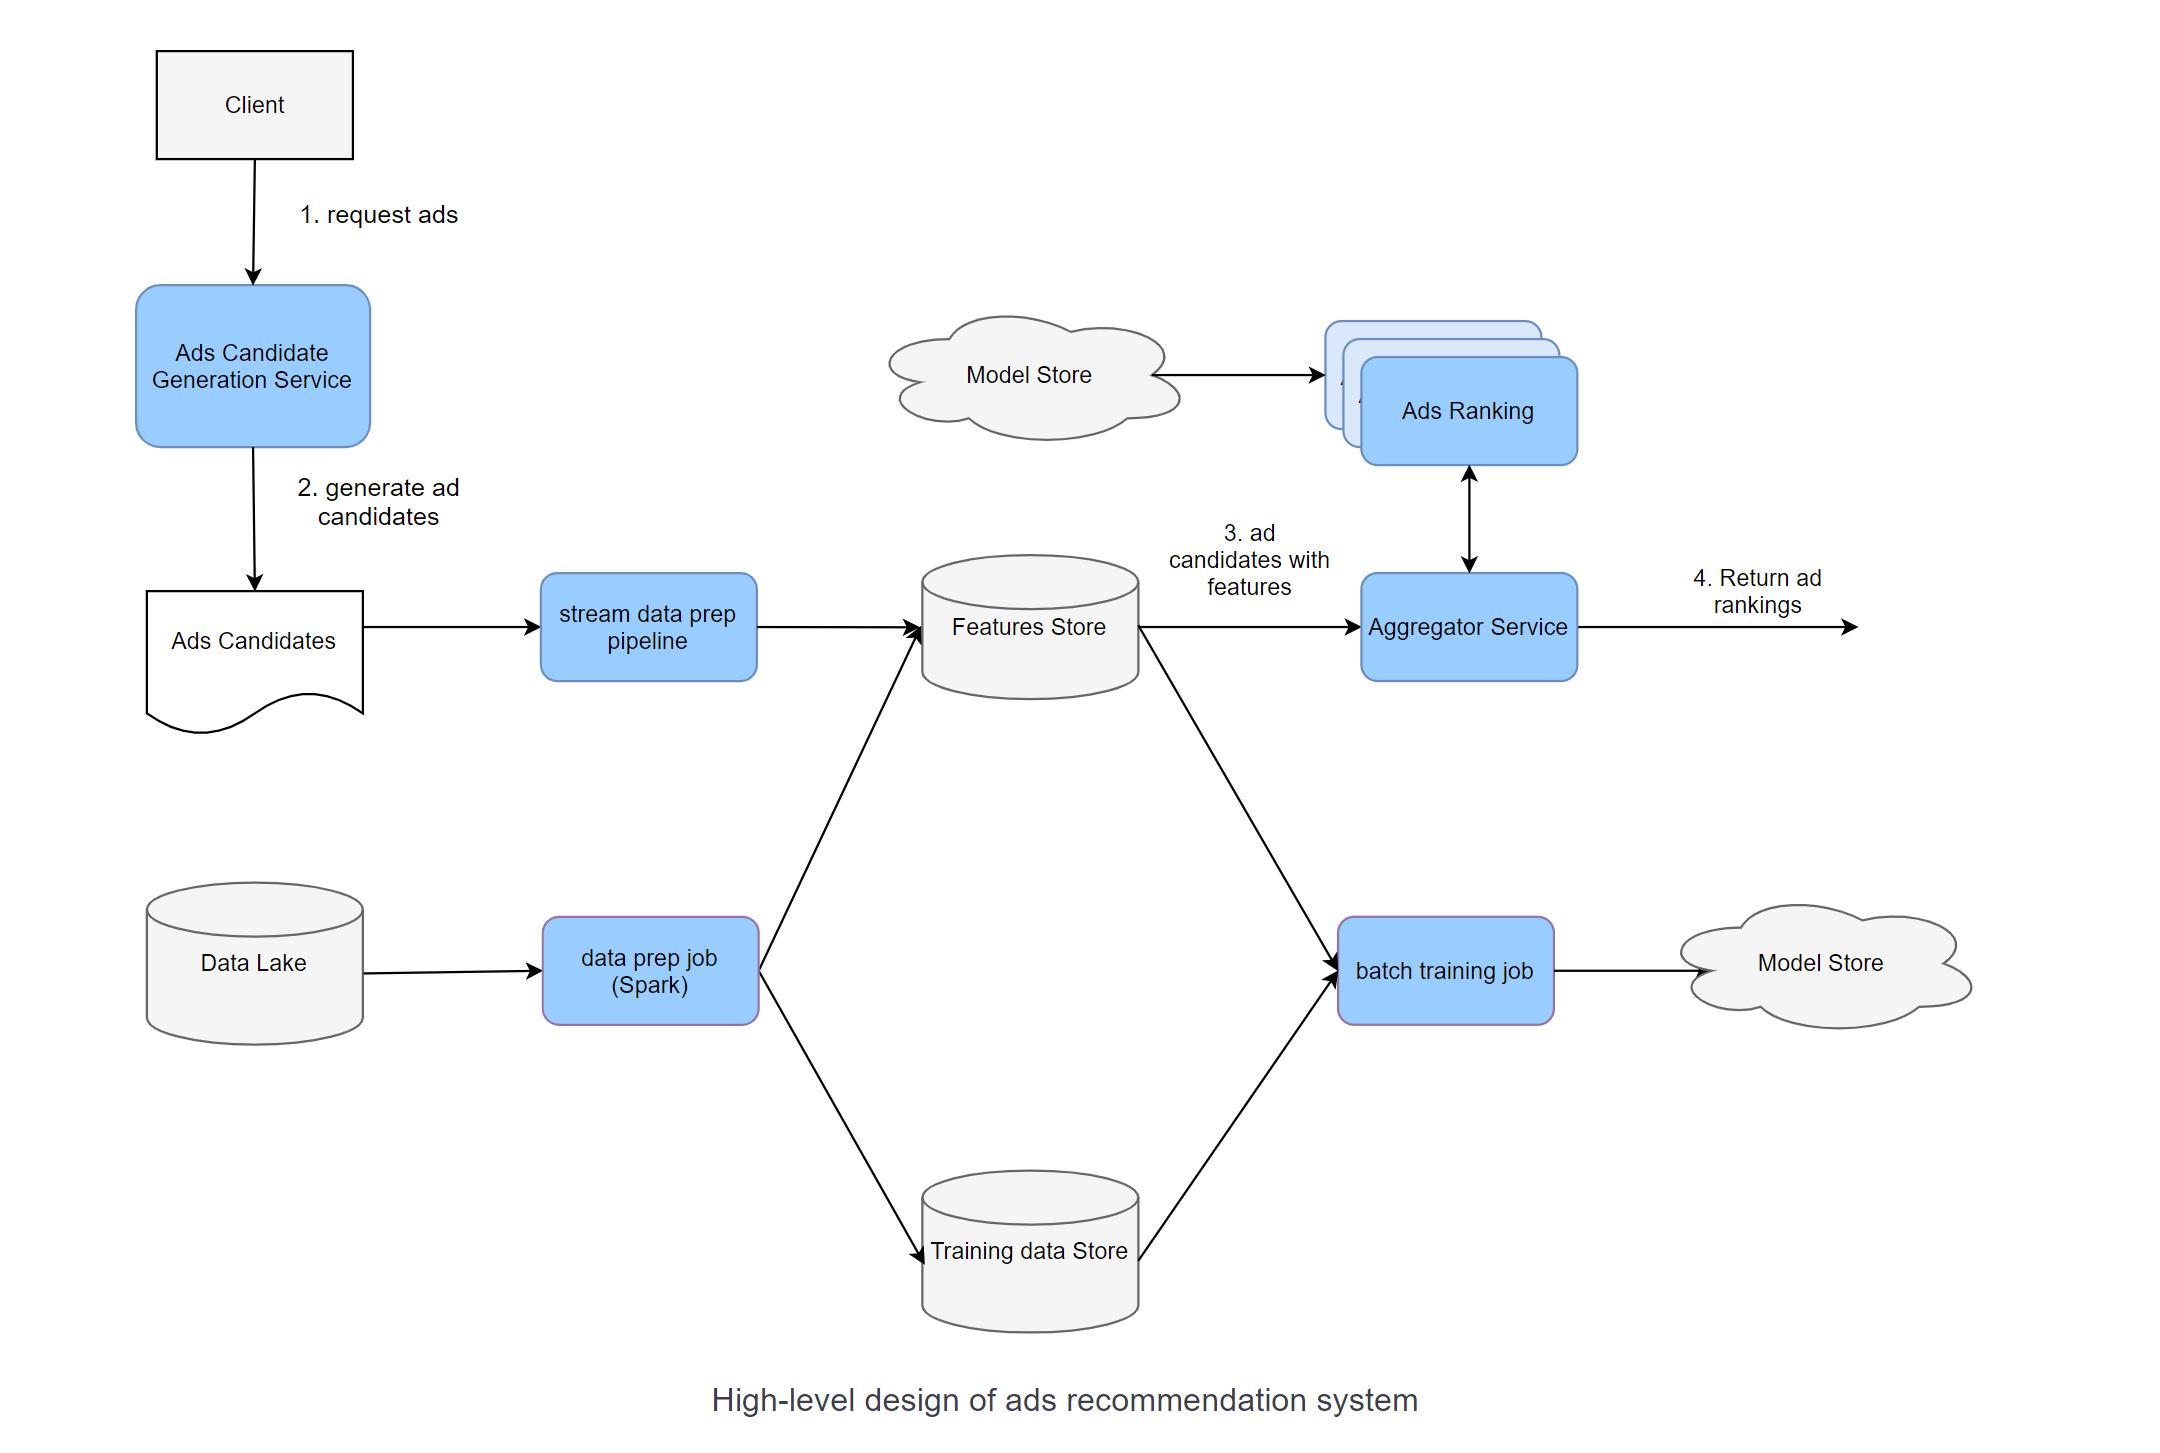 Client
1. request ads
Ads Candidate
Generation Service
Model Store
Ads Ranking
2. generate ad
candidates
3. ad
candidates with
features
4. Return ad
rankings
Ads Candidates
stream data prep
pipeline
Features Store
Aggregator Service
Data Lake
data prep job
(Spark)
batch training job
Model Store
Training data Store
High-level design of ads recommendation system